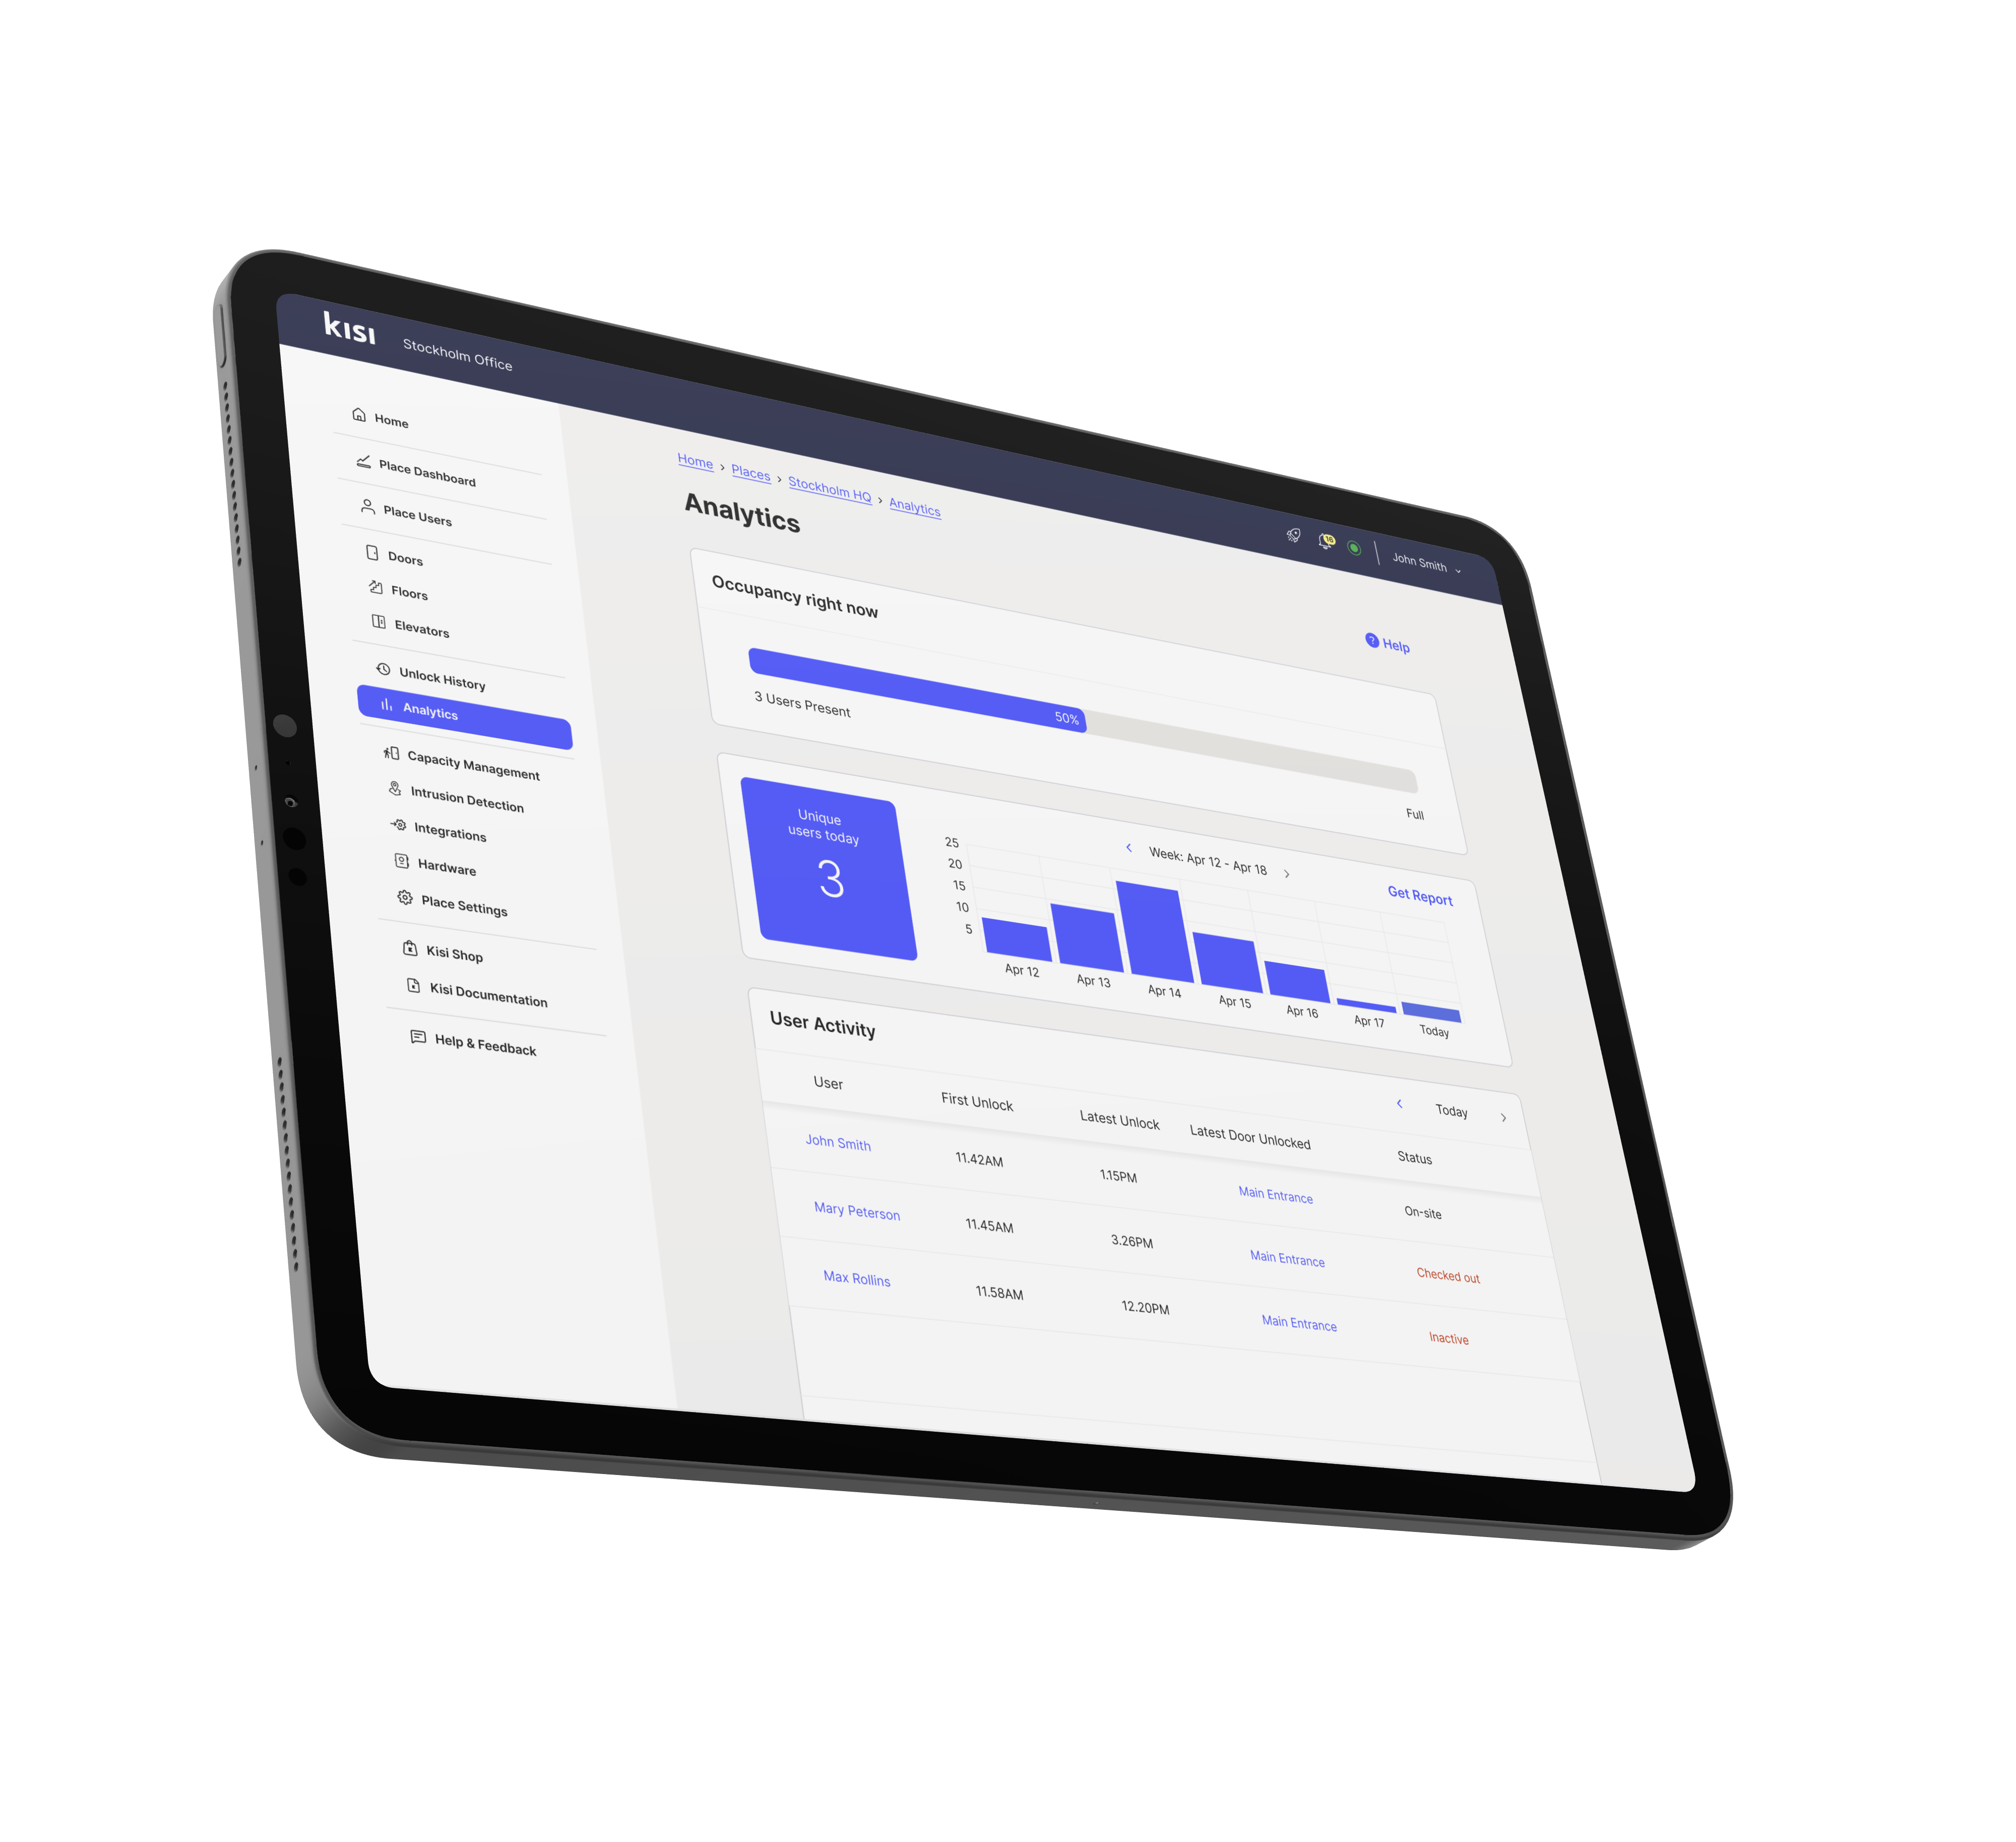 kısı
Stockholm Office
18
John Smith
Home
Place Dashboard
Place Users
Doors
Floors
Elevators
Unlock History
Analytics
Capacity Management
Intrusion Detection
Integrations
Hardware
Place Settings
Kisi Shop
Kisi Documentation
Help & Feedback
Home › Places › Stockholm HQ › Analytics
Analytics
? Help
Occupancy right now
50%
3 Users Present
Full
Unique
users today
3
Week: Apr 12 - Apr 18
Get Report
25
20
15
10
5
Apr 12
Apr 13
Apr 14
Apr 15
Apr 16
Apr 17
Today
User Activity
Today
User First Unlock Latest Unlock Latest Door Unlocked Status
John Smith 11.42AM 1.15PM Main Entrance On-site
Mary Peterson 11.45AM 3.26PM Main Entrance Checked out
Max Rollins 11.58AM 12.20PM Main Entrance Inactive